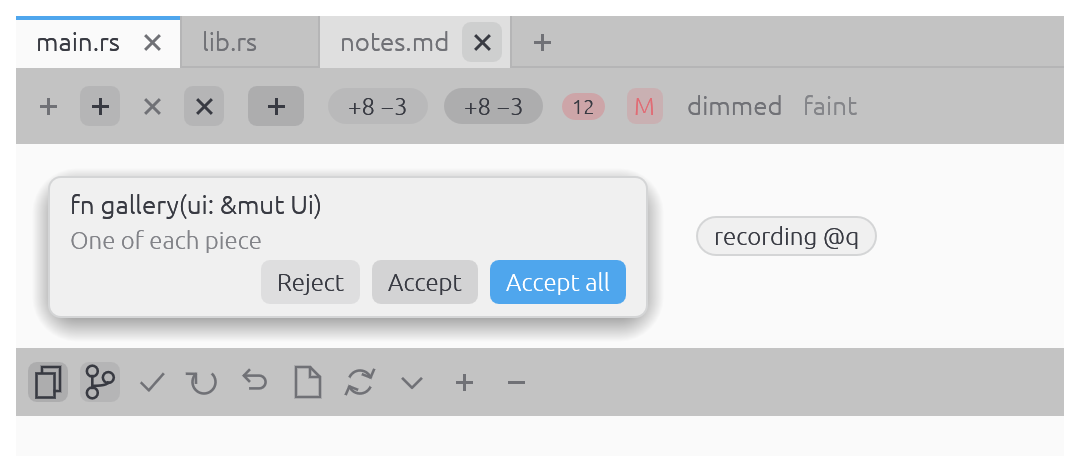 main.rs lib.rs notes.md
+8 −3 +8 −3 12 M dimmed faint
fn gallery(ui: &mut Ui)
One of each piece
recording @q
Reject Accept Accept all